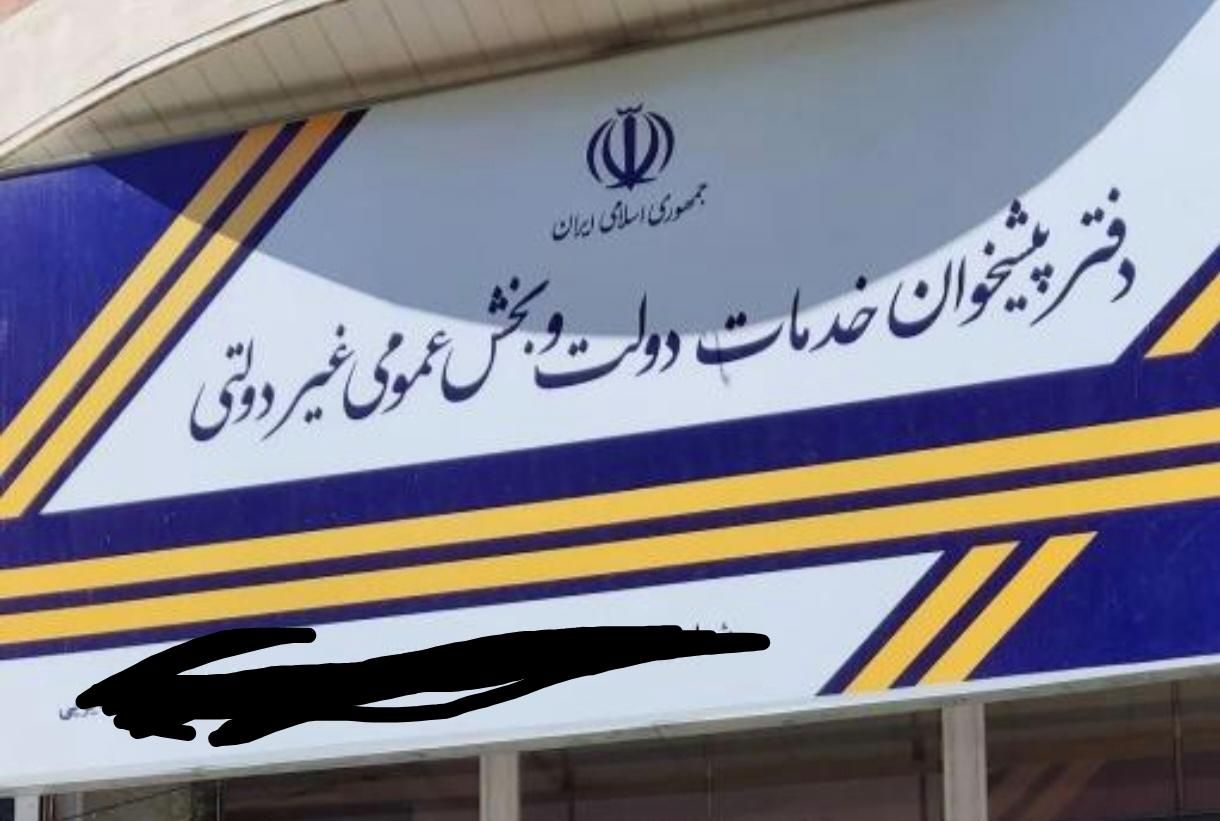 جمهوری اسلامی ایران
دفتر پیشخوان خدمات دولت و بخش عمومی غیر دولتی